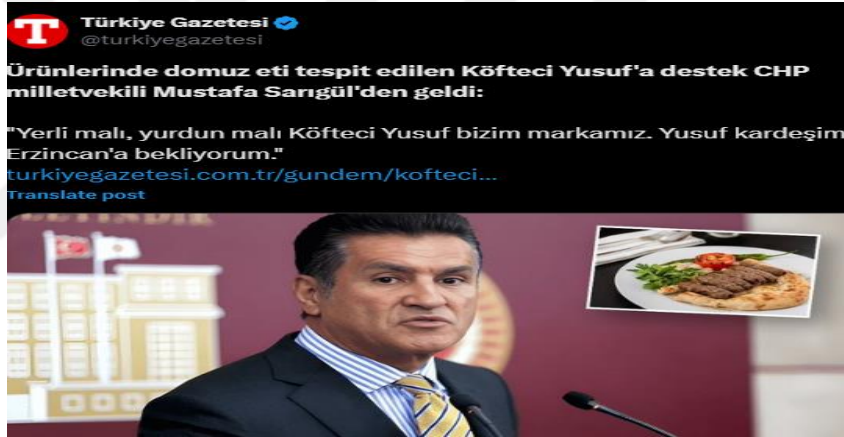 Türkiye Gazetesi
@turkiyegazetesi
Ürünlerinde domuz eti tespit edilen Köfteci Yusuf'a destek CHP
milletvekili Mustafa Sarıgül'den geldi:
"Yerli malı, yurdun malı Köfteci Yusuf bizim markamız. Yusuf kardeşim
Erzincan'a bekliyorum."
turkiyegazetesi.com.tr/gundem/kofteci...
Translate post